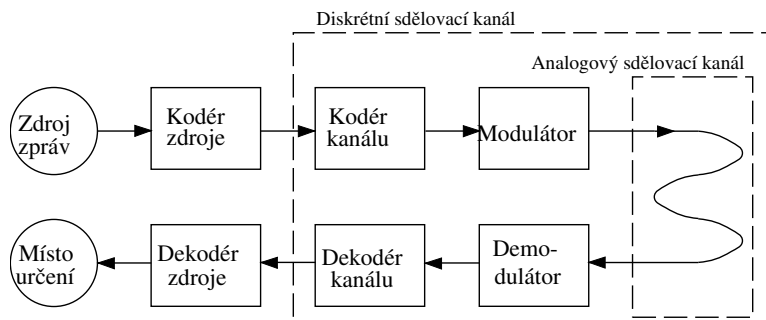 Diskrétní sdělovací kanál
Analogový sdělovací kanál
Zdroj
zpráv
Kodér
zdroje
Kodér
kanálu
Modulátor
Místo
určení
Dekodér
zdroje
Dekodér
kanálu
Demo-
dulátor